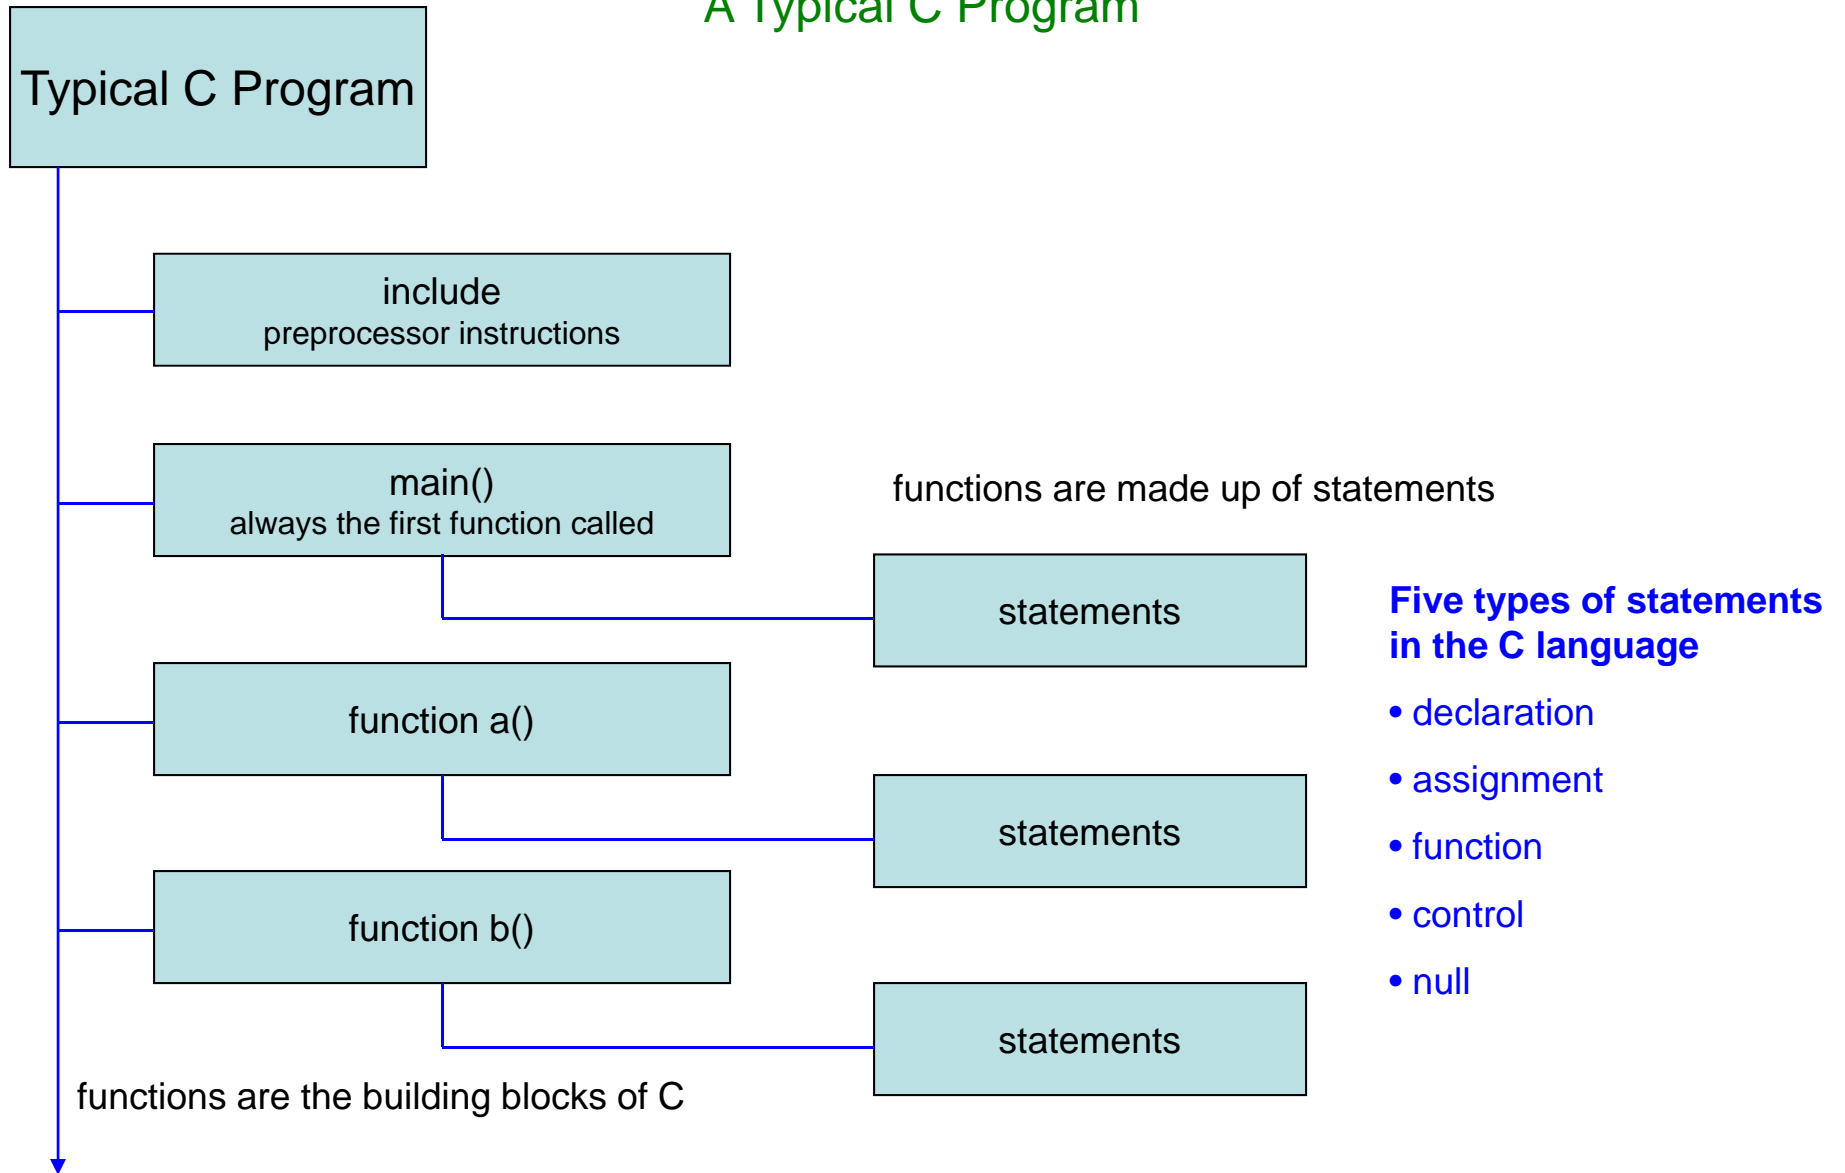 A Typical C Program
Typical C Program
include
preprocessor instructions
main()
always the first function called
functions are made up of statements
statements
function a()
statements
function b()
statements
functions are the building blocks of C
Five types of statements
in the C language
• declaration
• assignment
• function
• control
• null